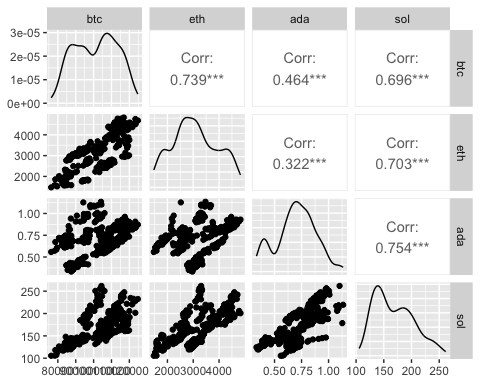 btc eth ada sol
3e-05
2e-05
1e-05
0e+00
Corr:
0.739***
Corr:
0.464***
Corr:
0.696***
btc
4000
3000
2000
Corr:
0.322***
Corr:
0.703***
eth
1.00
0.75
0.50
Corr:
0.754***
ada
250
200
150
100
sol
2000 3000 4000
0.50 0.75 1.00
100 150 200 250